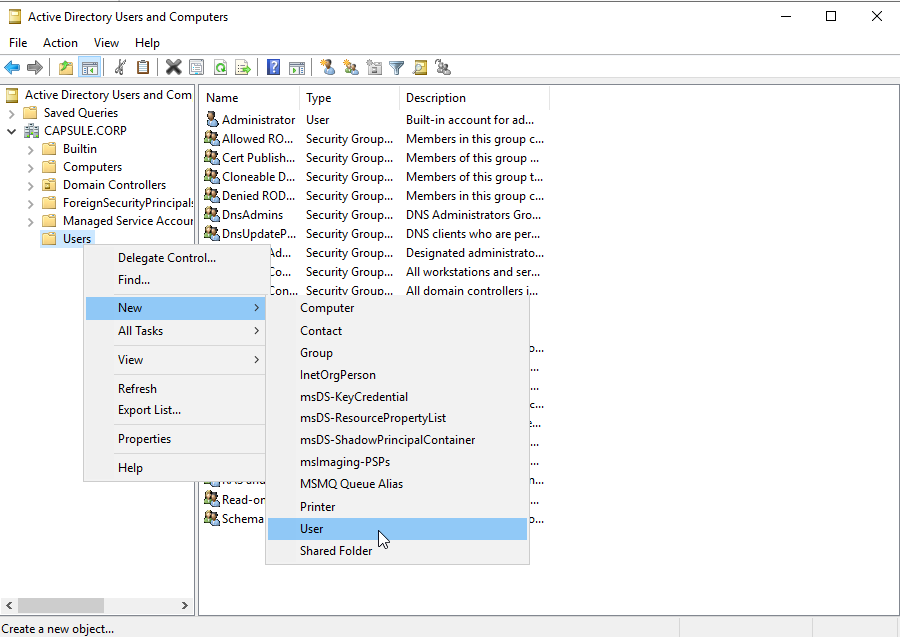 Active Directory Users and Computers
File Action View Help
Active Directory Users and Com
Saved Queries
CAPSULE.CORP
Builtin
Computers
Domain Controllers
ForeignSecurityPrincipals
Managed Service Accour
Users
Name Type Description
Administrator User Built-in account for ad...
Allowed RO... Security Group... Members in this group c...
Cert Publish... Security Group... Members of this group ...
Cloneable D... Security Group... Members of this group t...
Denied ROD... Security Group... Members in this group c...
DnsAdmins Security Group... DNS Administrators Gro...
DnsUpdateP... Security Group... DNS clients who are per...
Ad... Security Group... Designated administrato...
Co... Security Group... All workstations and ser...
Con... Security Group... All domain controllers i...
Read-on
Schema
Delegate Control...
Find...
New
All Tasks
View
Refresh
Export List...
Properties
Help
Computer
Contact
Group
InetOrgPerson
msDS-KeyCredential
msDS-ResourcePropertyList
msDS-ShadowPrincipalContainer
msImaging-PSPs
MSMQ Queue Alias
Printer
User
Shared Folder
Create a new object...